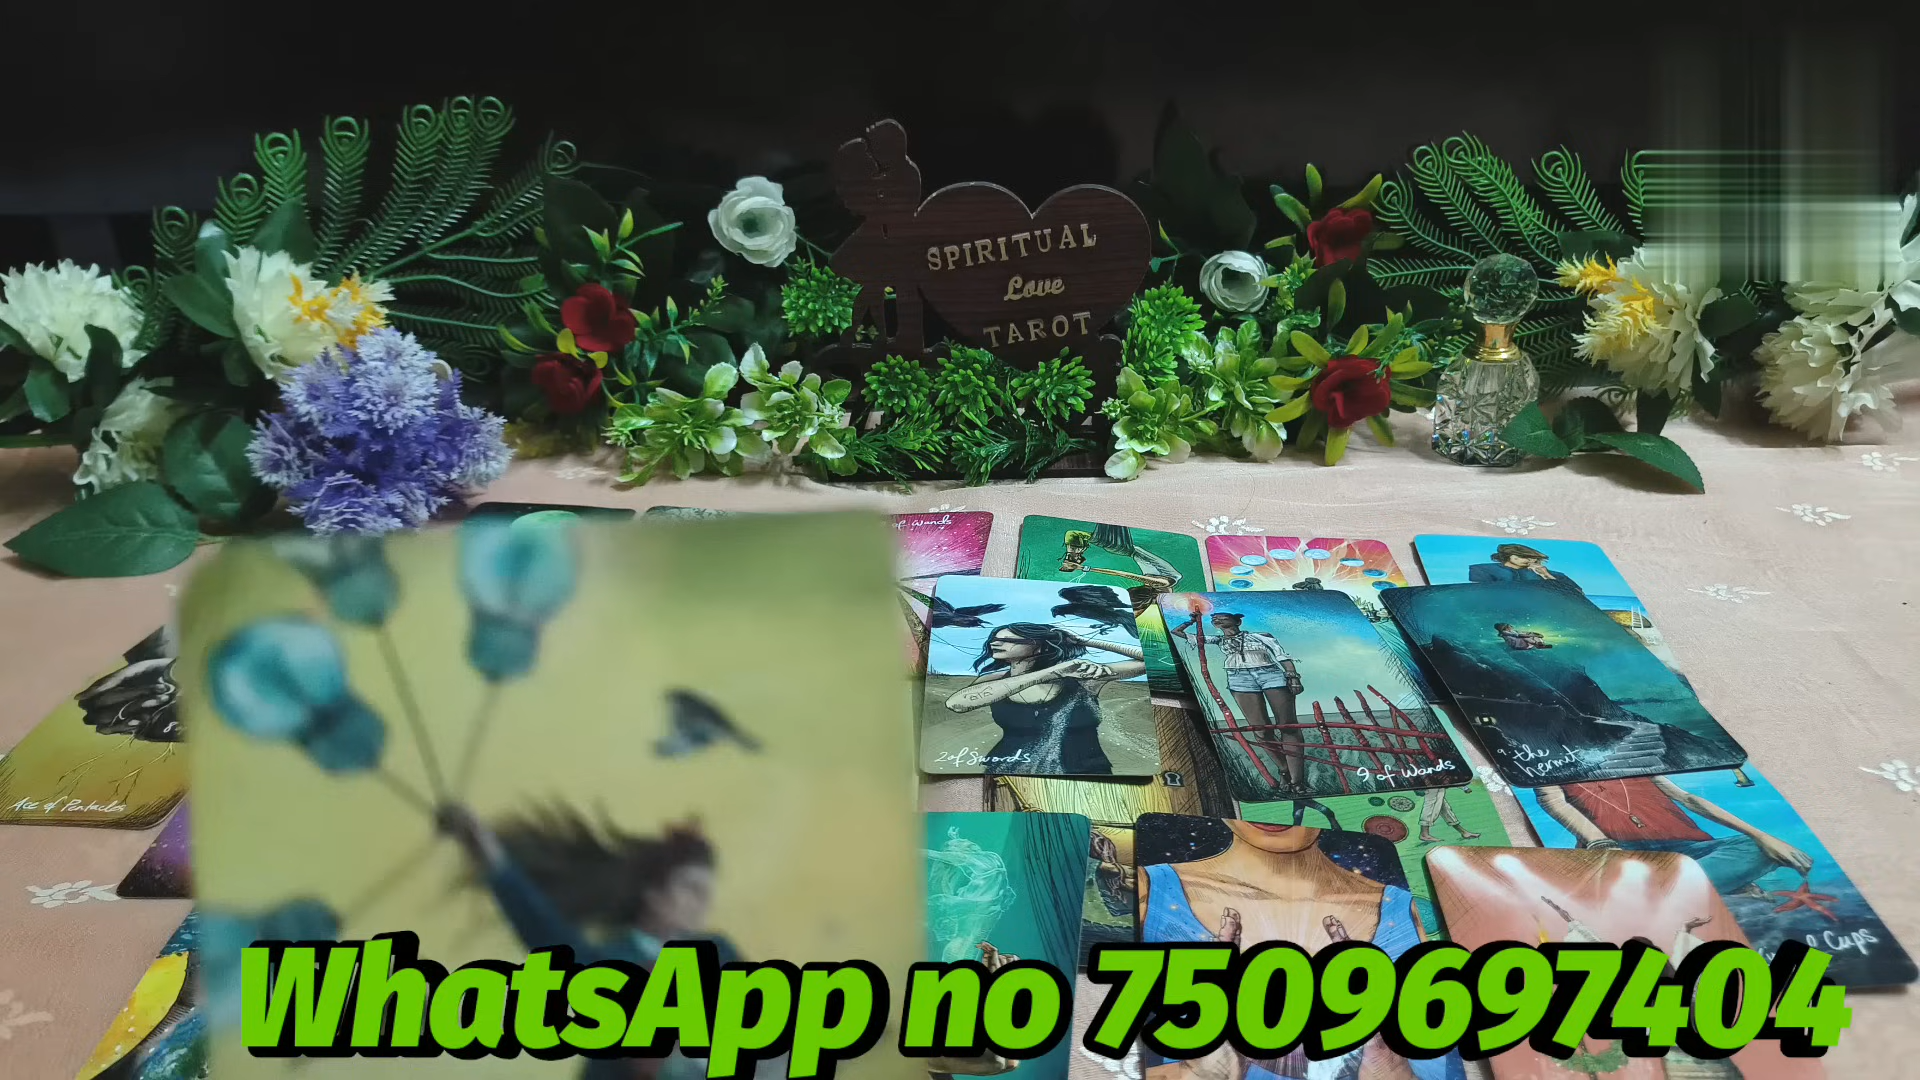 SPIRITUAL
Love
TAROT
of Wands
2 of Swords
9 of Wands
9 the
hermit
Ace of Pentacles
Cups
WhatsApp no 7509697404